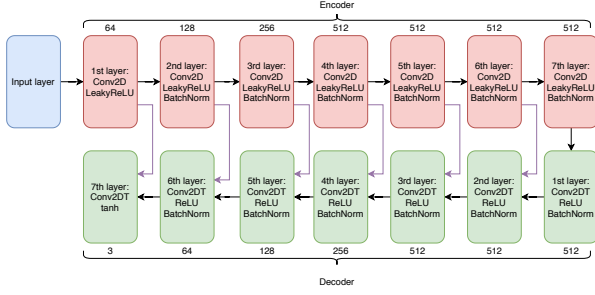 Encoder
64
128
256
512
512
512
512
Input layer
1st layer:
Conv2D
LeakyReLU
2nd layer:
Conv2D
LeakyReLU
BatchNorm
3rd layer:
Conv2D
LeakyReLU
BatchNorm
4th layer:
Conv2D
LeakyReLU
BatchNorm
5th layer:
Conv2D
LeakyReLU
BatchNorm
6th layer:
Conv2D
LeakyReLU
BatchNorm
7th layer:
Conv2D
LeakyReLU
BatchNorm
7th layer:
Conv2DT
tanh
6th layer:
Conv2DT
ReLU
BatchNorm
5th layer:
Conv2DT
ReLU
BatchNorm
4th layer:
Conv2DT
ReLU
BatchNorm
3rd layer:
Conv2DT
ReLU
BatchNorm
2nd layer:
Conv2DT
ReLU
BatchNorm
1st layer:
Conv2DT
ReLU
BatchNorm
3
64
128
256
512
512
512
Decoder